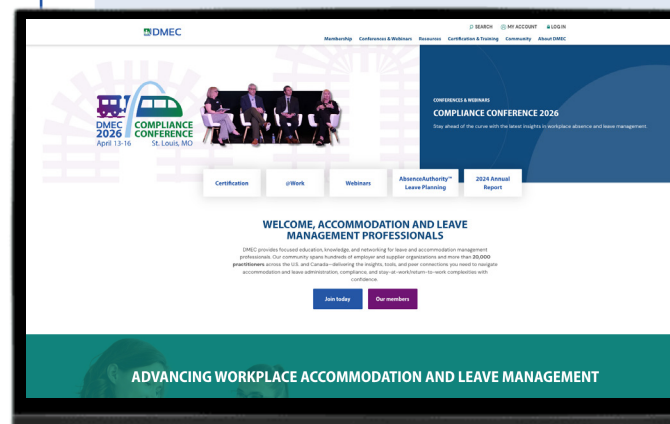 DMEC
SEARCH MY ACCOUNT LOG IN
Membership Conferences & Webinars Resources Certification & Training Community About DMEC
DMEC COMPLIANCE
2026 CONFERENCE
April 13-16 St. Louis, MO
CONFERENCES & WEBINARS
COMPLIANCE CONFERENCE 2026
Stay ahead of the curve with the latest insights in workplace absence and leave management.
Certification
@Work
Webinars
AbsenceAuthority™
Leave Planning
2024 Annual
Report
WELCOME, ACCOMMODATION AND LEAVE
MANAGEMENT PROFESSIONALS
DMEC provides focused education, knowledge, and networking for leave and accommodation management
professionals. Our community spans hundreds of employer and supplier organizations and more than 20,000
practitioners across the U.S. and Canada—delivering the insights, tools, and peer connections you need to navigate
accommodation and leave administration, compliance, and stay-at-work/return-to-work complexities with
confidence.
Join today
Our members
ADVANCING WORKPLACE ACCOMMODATION AND LEAVE MANAGEMENT